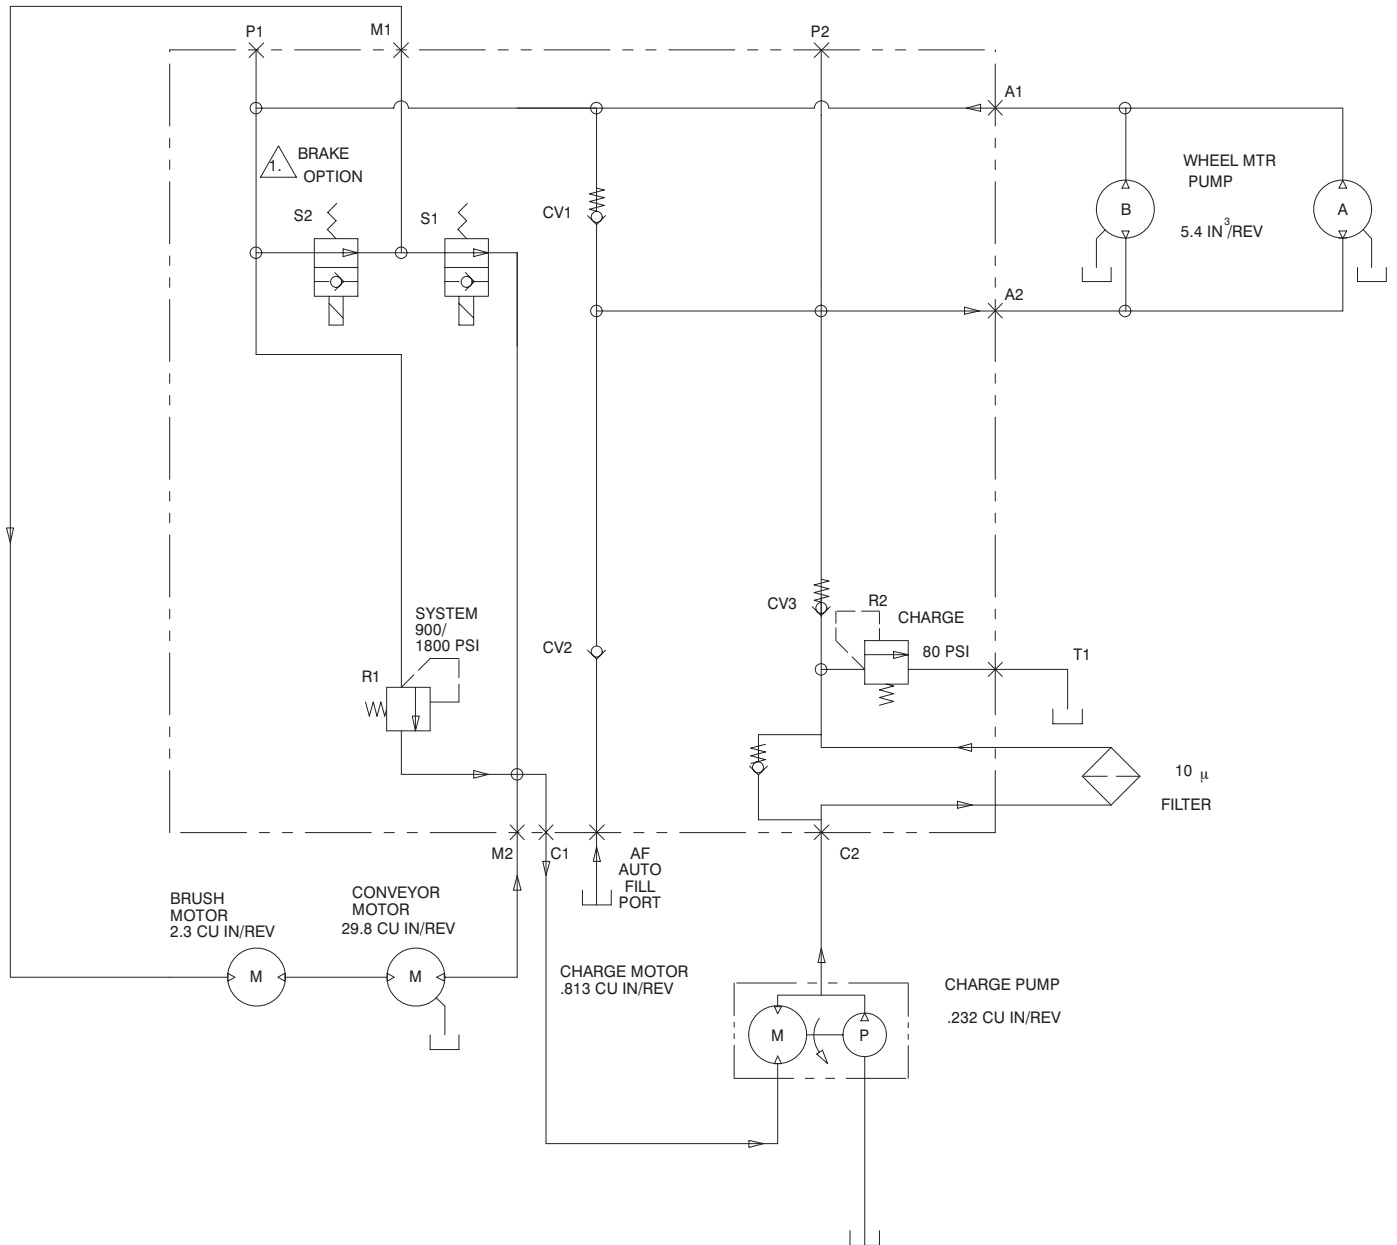 P1
M1
P2
A1
1.
BRAKE
OPTION
S2
S1
CV1
WHEEL MTR
PUMP
B
A
5.4 IN³/REV
A2
CV3
R2
CHARGE
80 PSI
T1
SYSTEM
900/
1800 PSI
R1
CV2
10 μ
FILTER
M2
C1
AF
AUTO
FILL
PORT
C2
BRUSH
MOTOR
2.3 CU IN/REV
CONVEYOR
MOTOR
29.8 CU IN/REV
M
M
CHARGE MOTOR
.813 CU IN/REV
CHARGE PUMP
.232 CU IN/REV
M
P